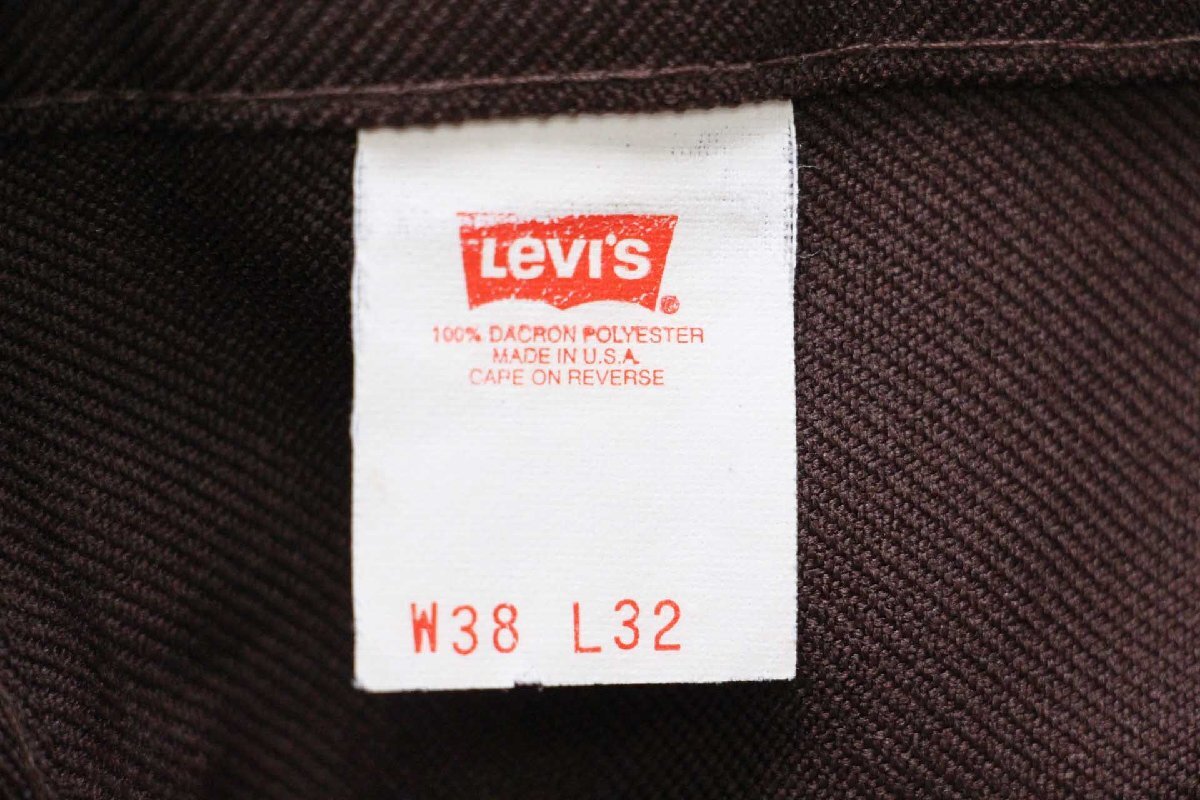 LEVI'S ®
100% DACRON POLYESTER
MADE IN U.S.A.
CARE ON REVERSE
W38 L32